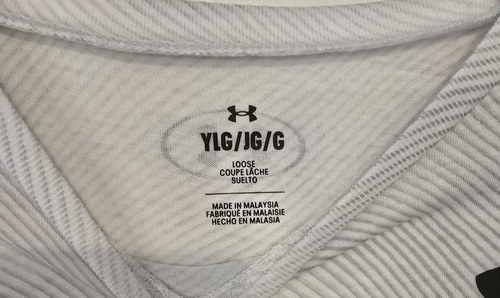 YLG/JG/G
LOOSE
COUPE LÂCHE
SUELTO
MADE IN MALAYSIA
FABRIQUÉ EN MALAISIE
HECHO EN MALASIA